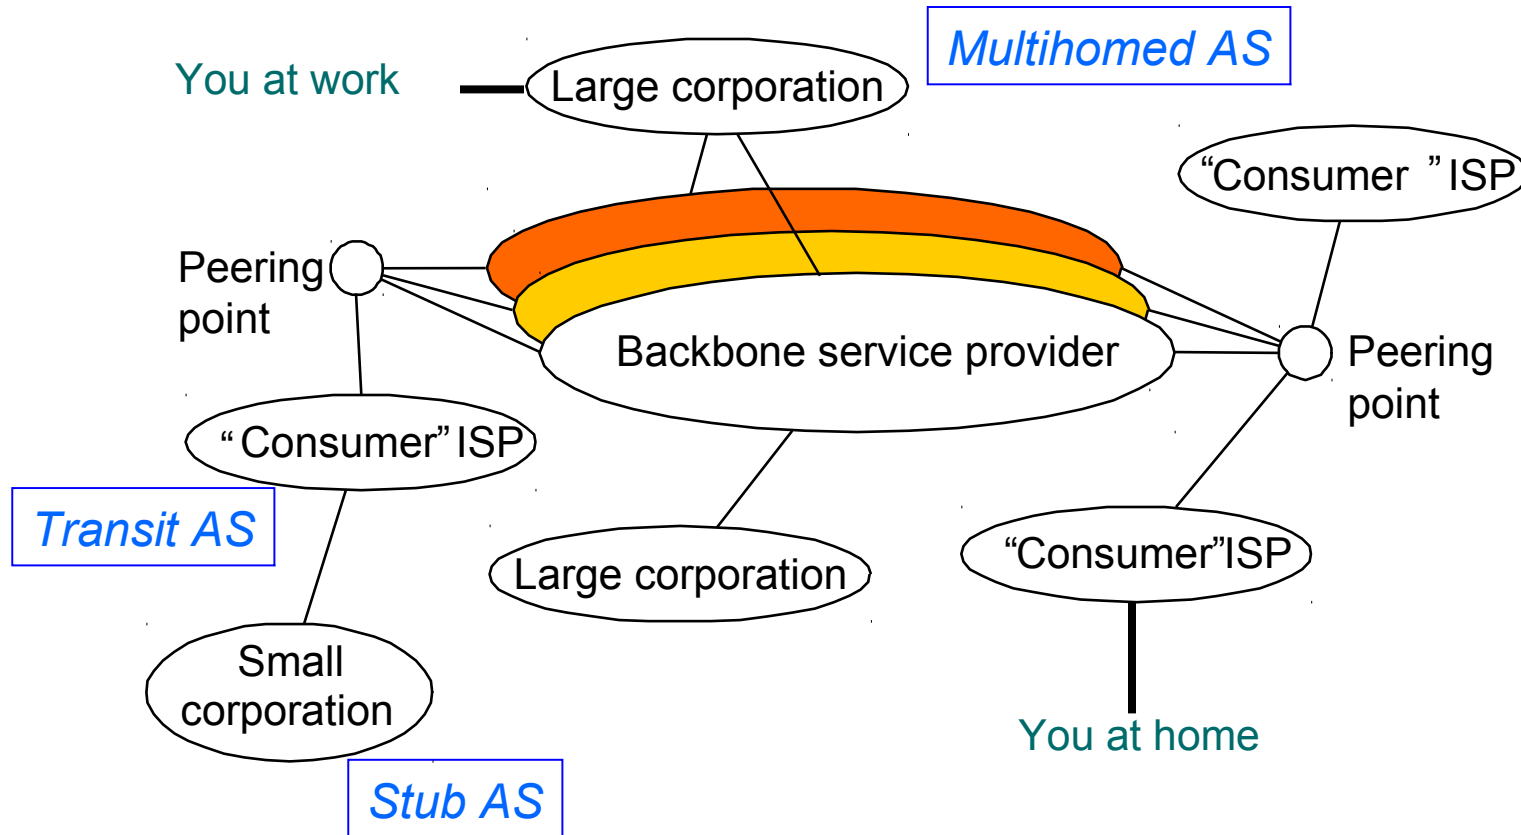 Multihomed AS
You at work
Large corporation
“Consumer ” ISP
Peering
point
Backbone service provider
Peering
point
“Consumer” ISP
Transit AS
Large corporation
“Consumer”ISP
Small
corporation
You at home
Stub AS